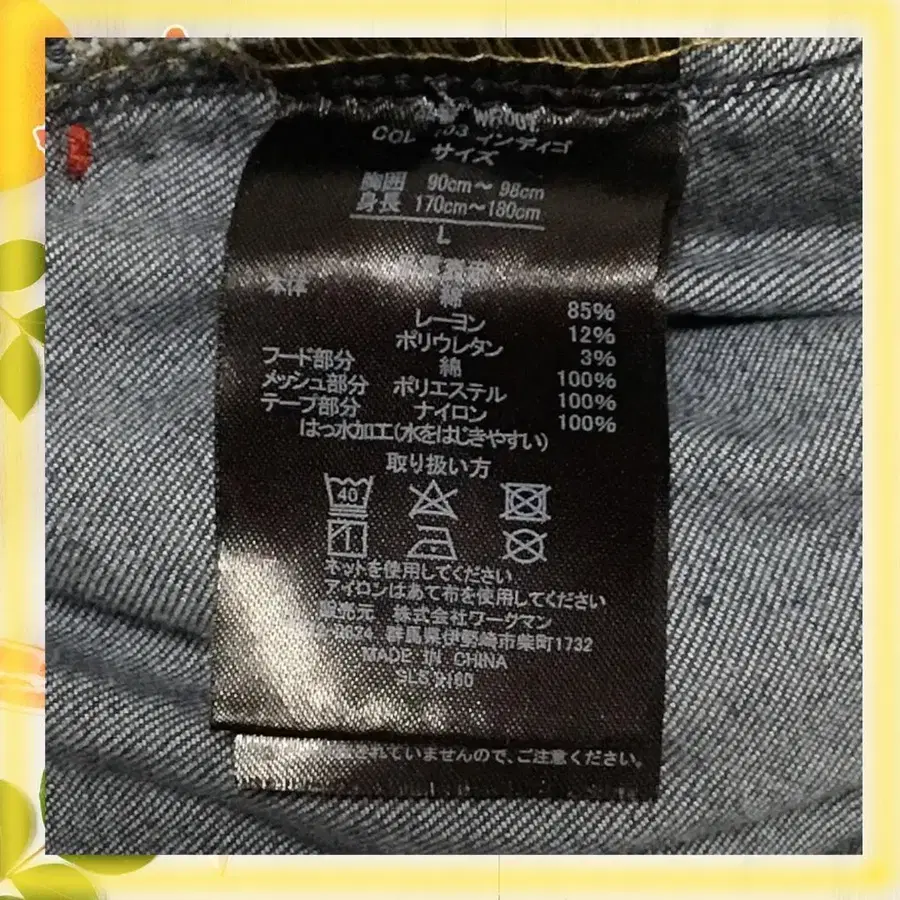 WR001
COL 703 インディゴ
サイズ
胸囲 90cm～ 98cm
身長 170cm～180cm
L
本体 綿 85%
レーヨン 12%
ポリウレタン 3%
フード部分 綿 100%
メッシュ部分 ポリエステル 100%
テープ部分 ナイロン 100%
はっ水加工(水をはじきやすい)
取り扱い方
40
ネットを使用してください
アイロンはあて布を使用してください
販売元 株式会社ワークマン
群馬県伊勢崎市柴町1732
MADE IN CHINA
されていませんので、ご注意ください。